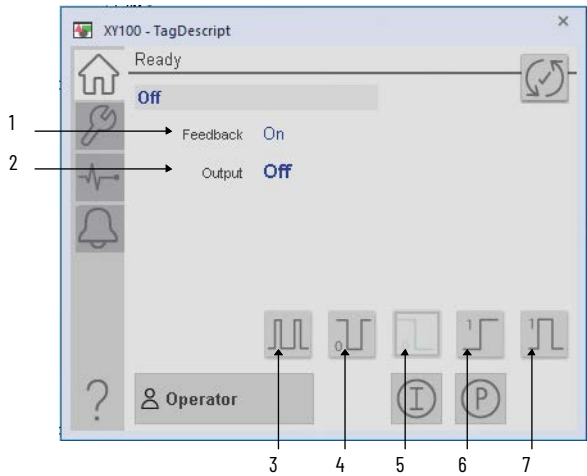 XY100 - TagDescript
Ready
Off
1
Feedback On
2
Output Off
0
1
1
? Operator
I P
3 4 5 6 7